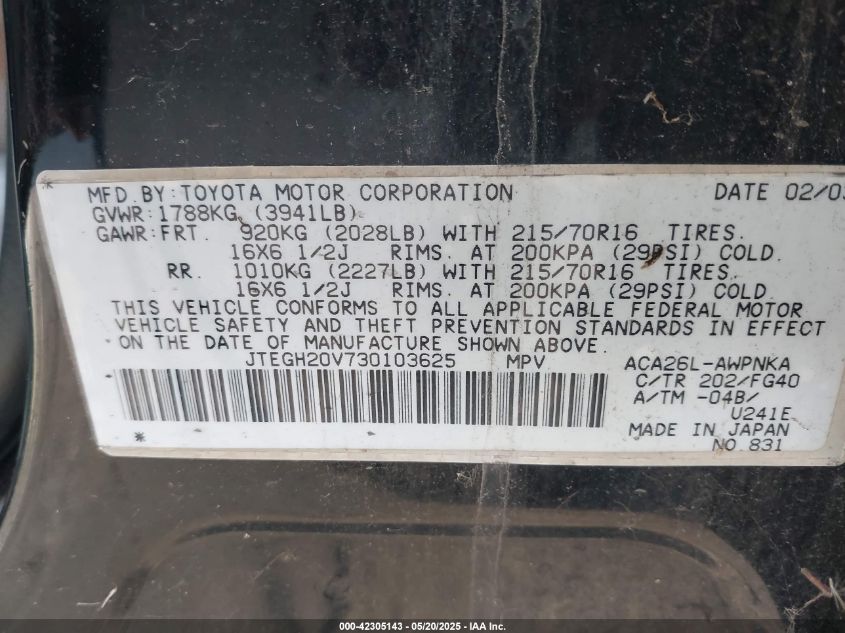 MFD.BY:TOYOTA MOTOR CORPORATION DATE 02/03
GVWR:1788KG (3941LB)
GAWR:FRT. 920KG (2028LB) WITH 215/70R16 TIRES.
16X6 1/2J RIMS. AT 200KPA (29PSI) COLD.
RR. 1010KG (2227LB) WITH 215/70R16 TIRES.
16X6 1/2J RIMS. AT 200KPA (29PSI) COLD.
THIS VEHICLE CONFORMS TO ALL APPLICABLE FEDERAL MOTOR
VEHICLE SAFETY AND THEFT PREVENTION STANDARDS IN EFFECT
ON THE DATE OF MANUFACTURE SHOWN ABOVE.
JTEGH20V730103625 MPV ACA26L-AWPNKA
C/TR 202/FG40
A/TM -04B/
U241E
MADE IN JAPAN
* NO.831
000-42305143 - 05/20/2025 - IAA Inc.